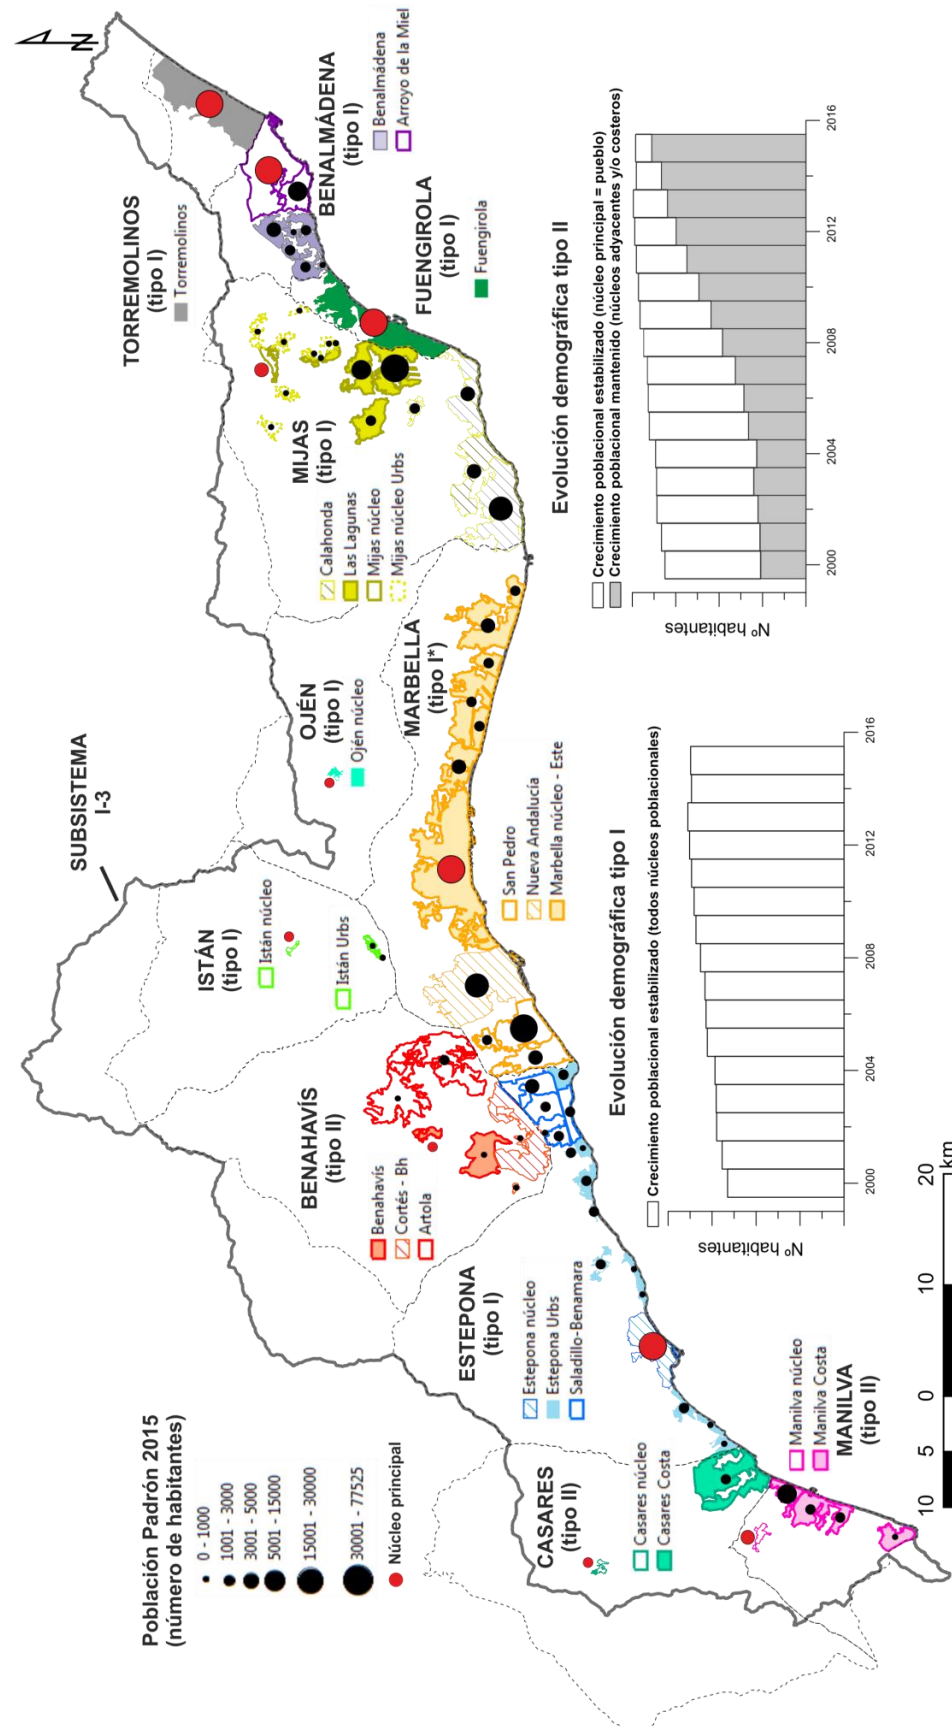 N
SUBSISTEMA
I-3
Población Padrón 2015
(número de habitantes)
0 - 1000
1001 - 3000
3001 - 5000
5001 - 15000
15001 - 30000
30001 - 77525
Núcleo principal
CASARES
(tipo II)
Casares núcleo
Casares Costa
MANILVA
(tipo II)
Manilva núcleo
Manilva Costa
ESTEPONA
(tipo I)
Estepona núcleo
Estepona Urbs
Saladillo-Benamara
BENAHAVÍS
(tipo II)
Benahavís
Cortés - Bh
Artola
ISTÁN
(tipo I)
Istán núcleo
Istán Urbs
OJÉN
(tipo I)
Ojén núcleo
MARBELLA
(tipo I*)
San Pedro
Nueva Andalucía
Marbella núcleo - Este
MIJAS
(tipo I)
Calahonda
Las Lagunas
Mijas núcleo
Mijas núcleo Urbs
TORREMOLINOS
(tipo I)
Torremolinos
BENALMÁDENA
(tipo I)
Benalmádena
Arroyo de la Miel
FUENGIROLA
(tipo I)
Fuengirola
Evolución demográfica tipo I
Crecimiento poblacional estabilizado (todos núcleos poblacionales)
Nº habitantes
2000
2004
2008
2012
2016
Evolución demográfica tipo II
Crecimiento poblacional estabilizado (núcleo principal = pueblo)
Crecimiento poblacional mantenido (núcleos adyacentes y/o costeros)
Nº habitantes
2000
2004
2008
2012
2016
10
5
0
10
20
km